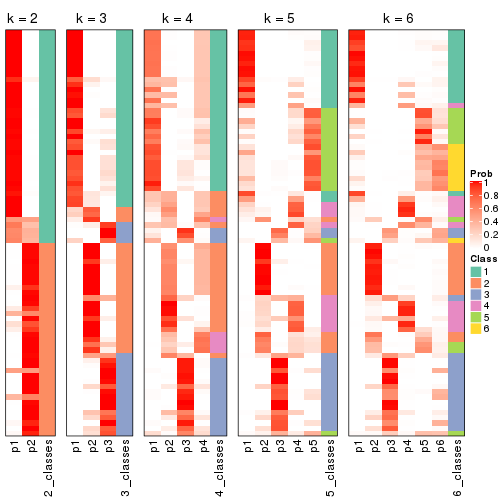 k = 2
k = 3
k = 4
k = 5
k = 6
p1
p2
2_classes
p1
p2
p3
3_classes
p1
p2
p3
p4
4_classes
p1
p2
p3
p4
p5
5_classes
p1
p2
p3
p4
p5
p6
6_classes
Prob
1
0.8
0.6
0.4
0.2
0
Class
1
2
3
4
5
6